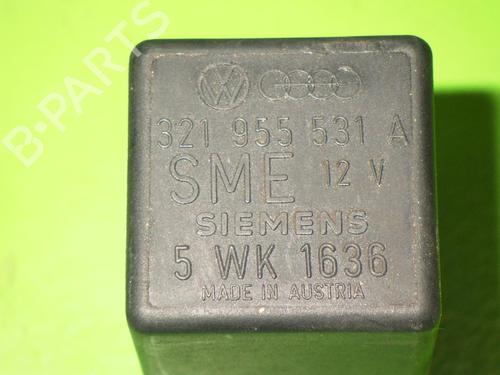 B-PARTS
321 955 531 A
SME 12 V
SIEMENS
5 WK 1636
MADE IN AUSTRIA